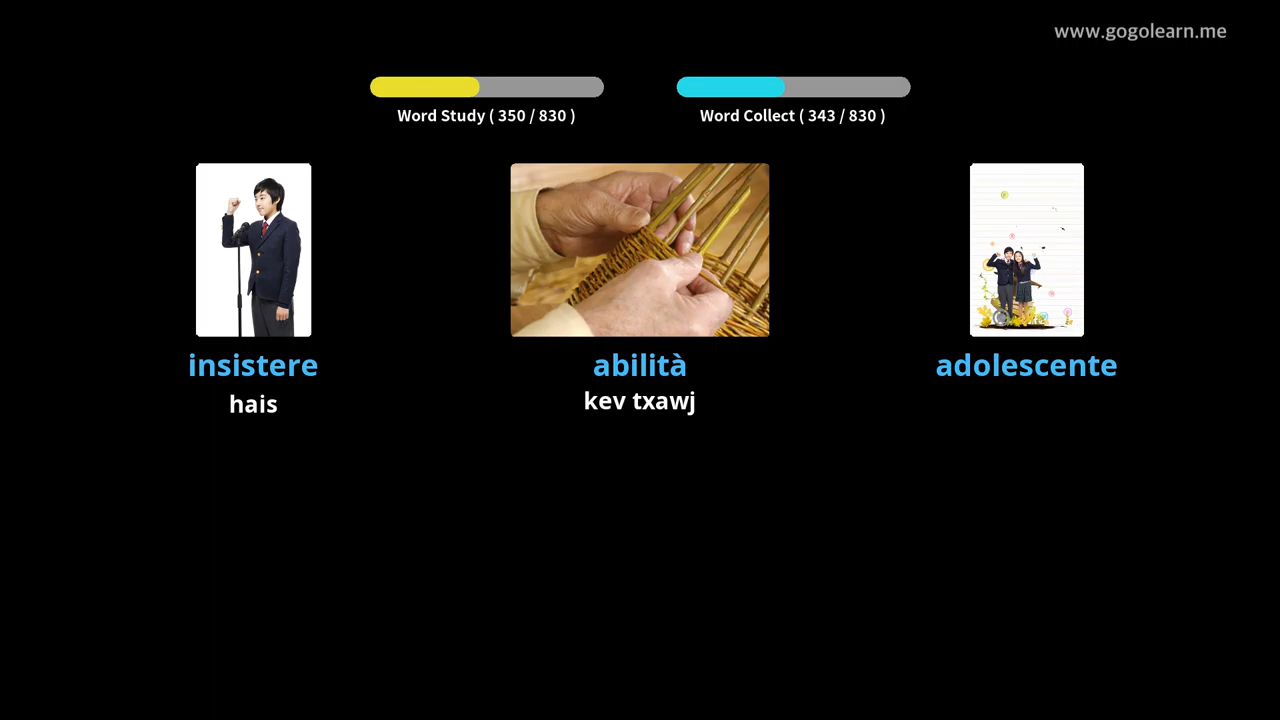 www.gogolearn.me
Word Study ( 350 / 830 )
Word Collect ( 343 / 830 )
insistere
hais
abilità
kev txawj
adolescente